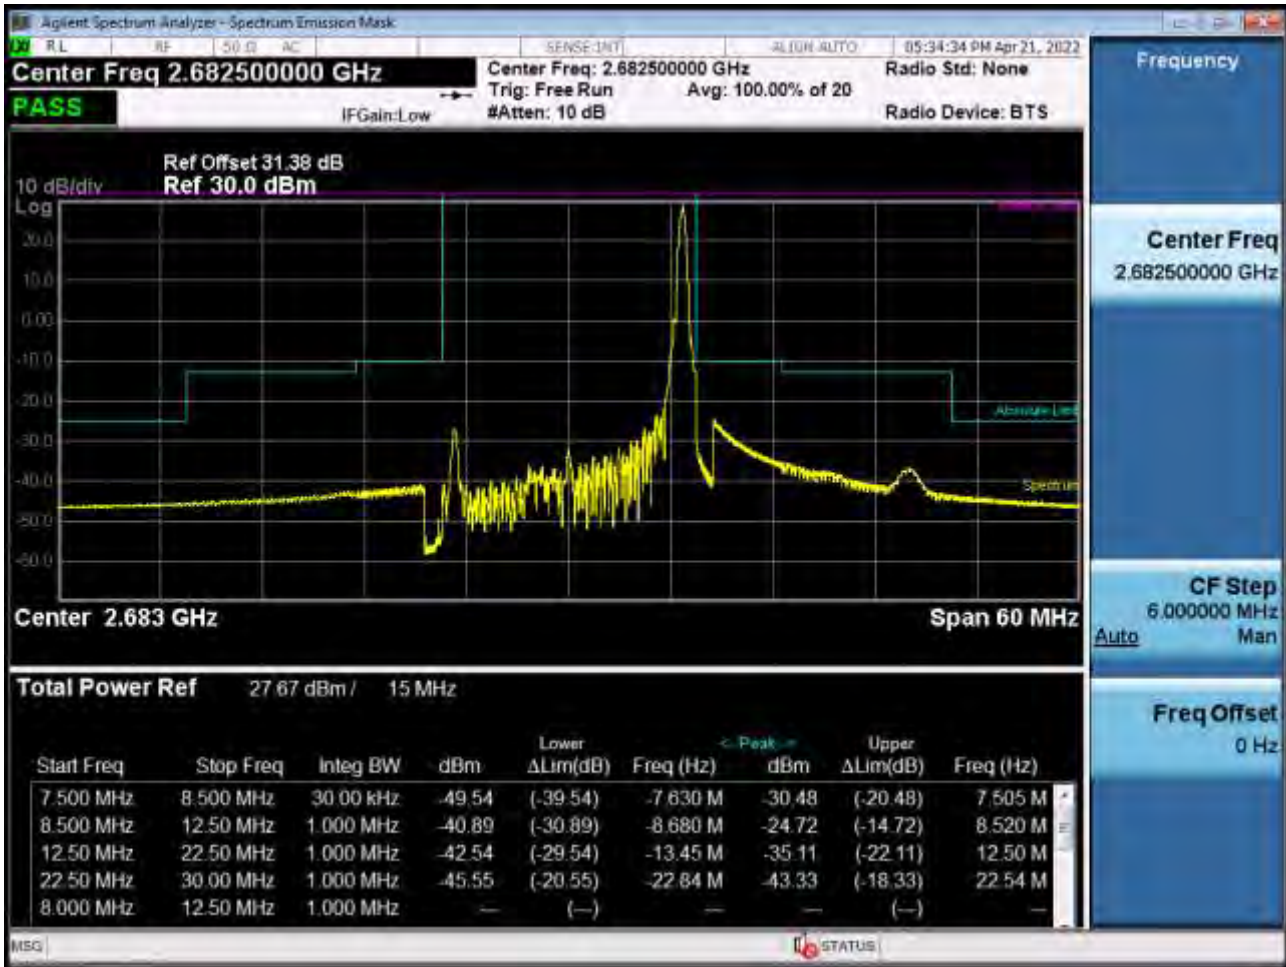 Agilent Spectrum Analyzer - Spectrum Emission Mask
RL RF 50 Ω AC SENSE:INT ALIGN AUTO 05:34:34 PM Apr 21, 2022
Center Freq 2.682500000 GHz
Center Freq: 2.682500000 GHz Radio Std: None
Trig: Free Run Avg: 100.00% of 20
PASS IFGain:Low #Atten: 10 dB Radio Device: BTS
Ref Offset 31.38 dB
10 dB/div Ref 30.0 dBm
Log
20.0
10.0
0.00
-10.0
-20.0
Absolute Limit
-30.0
-40.0
Spectrum
-50.0
-60.0
Center 2.683 GHz Span 60 MHz
Total Power Ref 27.67 dBm / 15 MHz
Lower <- Peak -> Upper
Start Freq Stop Freq Integ BW dBm ΔLim(dB) Freq (Hz) dBm ΔLim(dB) Freq (Hz)
7.500 MHz 8.500 MHz 30.00 kHz -49.54 (-39.54) -7.630 M -30.48 (-20.48) 7.505 M
8.500 MHz 12.50 MHz 1.000 MHz -40.89 (-30.89) -8.680 M -24.72 (-14.72) 8.520 M
12.50 MHz 22.50 MHz 1.000 MHz -42.54 (-29.54) -13.45 M -35.11 (-22.11) 12.50 M
22.50 MHz 30.00 MHz 1.000 MHz -45.55 (-20.55) -22.84 M -43.33 (-18.33) 22.54 M
8.000 MHz 12.50 MHz 1.000 MHz --- (---) --- --- (---) ---
MSG STATUS
Frequency
Center Freq
2.682500000 GHz
CF Step
6.000000 MHz
Auto Man
Freq Offset
0 Hz